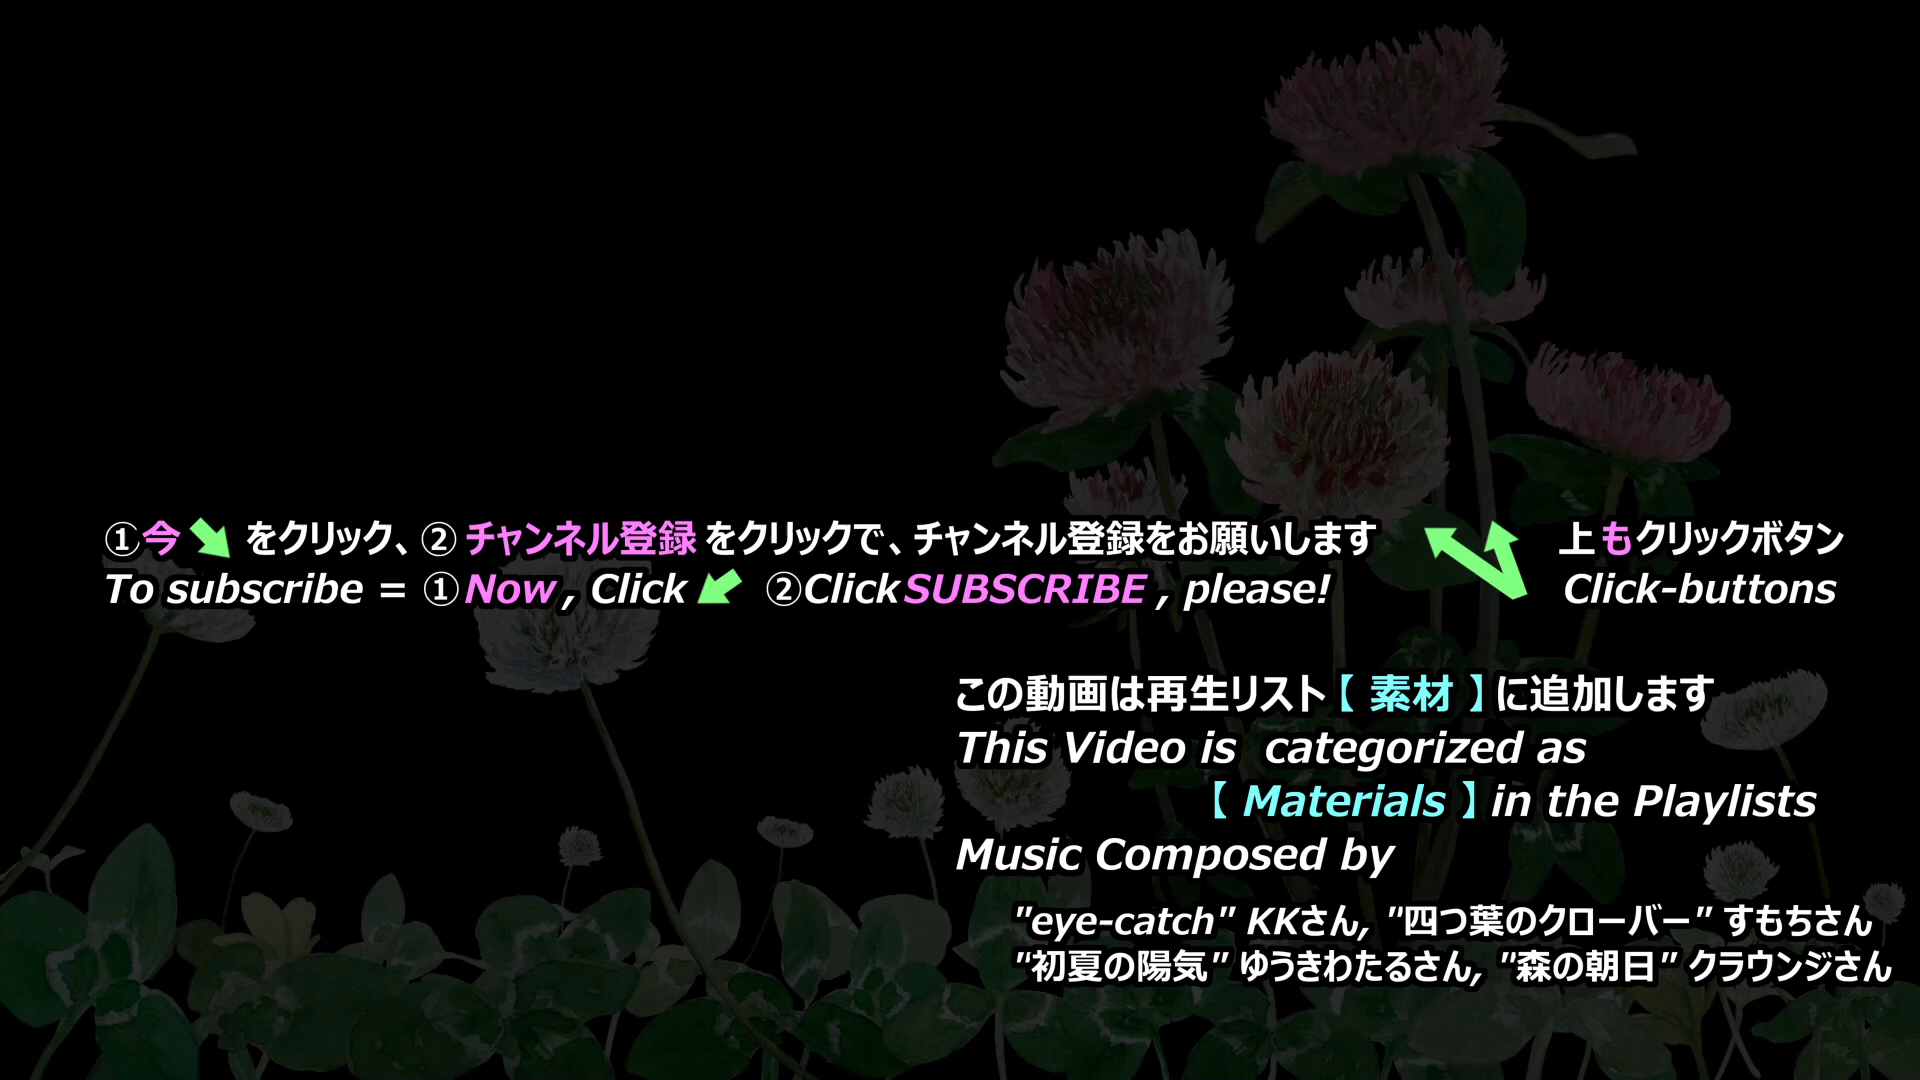 ①今 をクリック、② チャンネル登録 をクリックで、チャンネル登録をお願いします 上もクリックボタン
To subscribe = ①Now, Click ②Click SUBSCRIBE, please! Click-buttons
この動画は再生リスト【 素材 】に追加します
This Video is categorized as
【 Materials 】in the Playlists
Music Composed by
"eye-catch" KKさん, "四つ葉のクローバー" すもちさん
"初夏の陽気" ゆうきわたるさん, "森の朝日" クラウンジさん